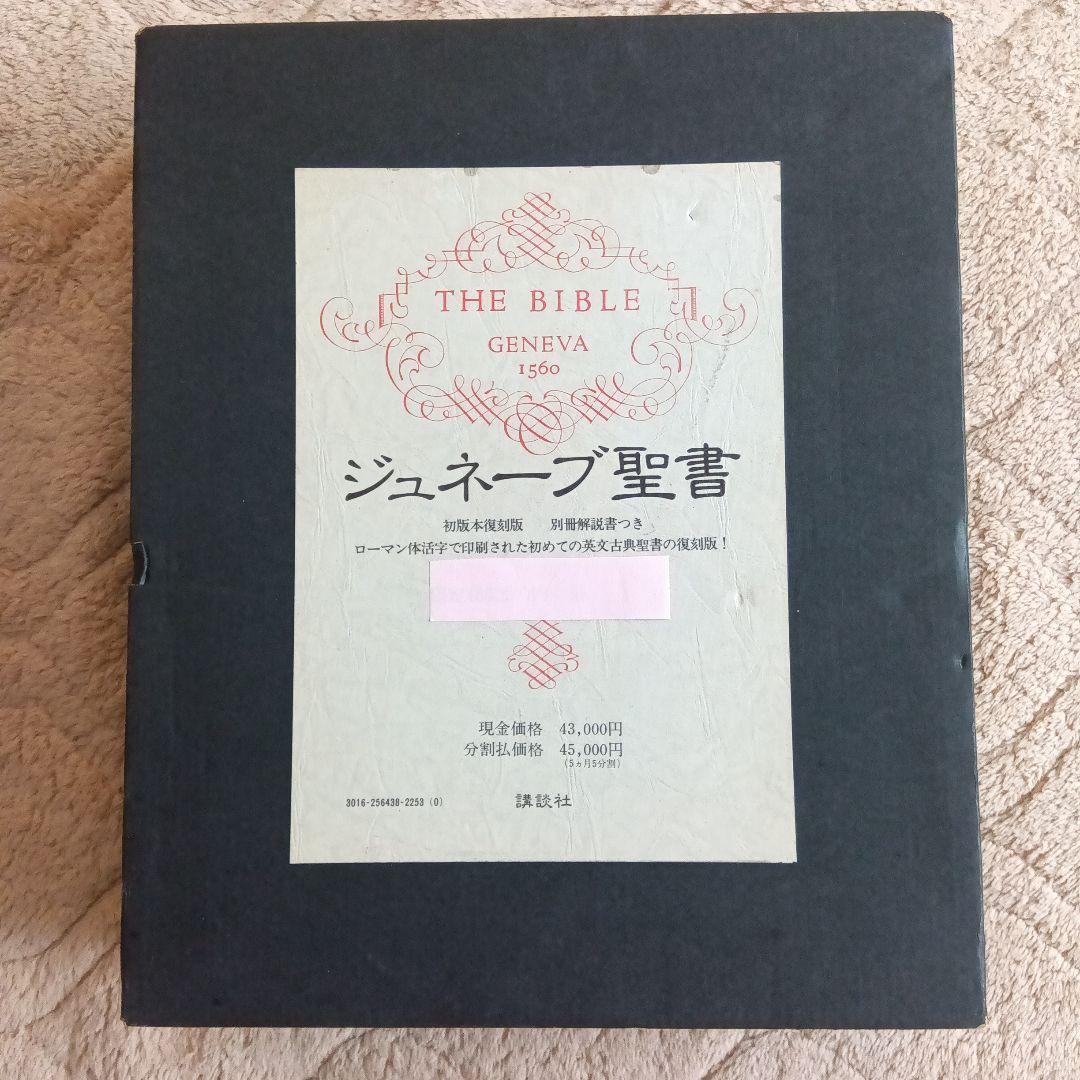 THE BIBLE
GENEVA
1560
ジュネーブ聖書
初版本復刻版　別冊解説書つき
ローマン体活字で印刷された初めての英文古典聖書の復刻版！
現金価格　43,000円
分割払価格　45,000円
（5ヵ月5分割）
3016-256438-2253 (0)　講談社